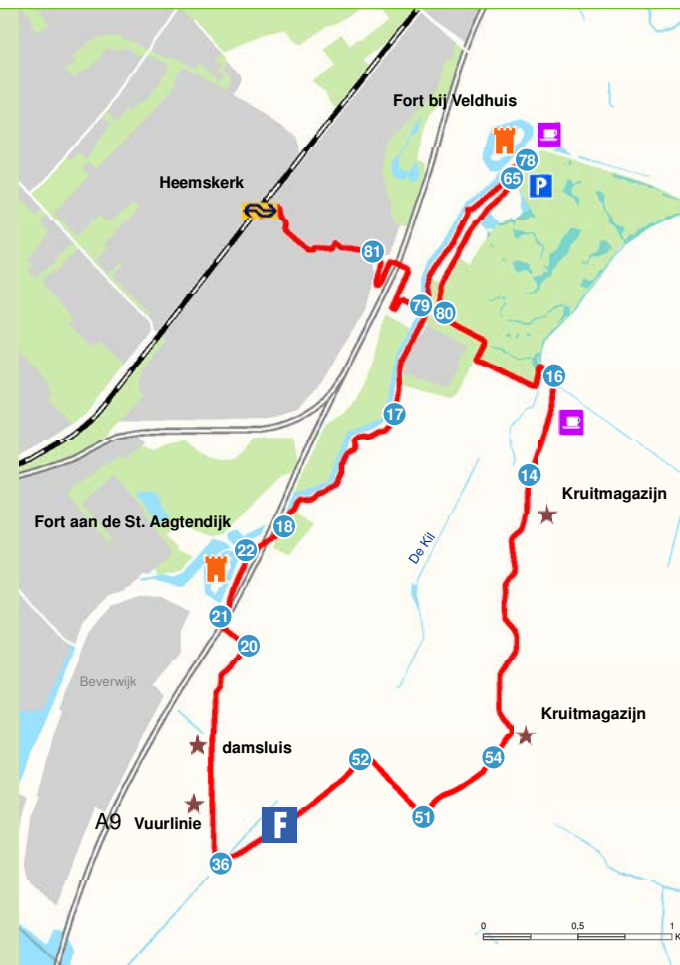 Fort bij Veldhuis
78
65
P
Heemskerk
81
79
80
16
17
14
Kruitmagazijn
Fort aan de St. Aagtendijk
18
22
De Kil
21
20
Beverwijk
Kruitmagazijn
damsluis
52
54
A9 Vuurlinie
F
51
36
0 0,5 1
K